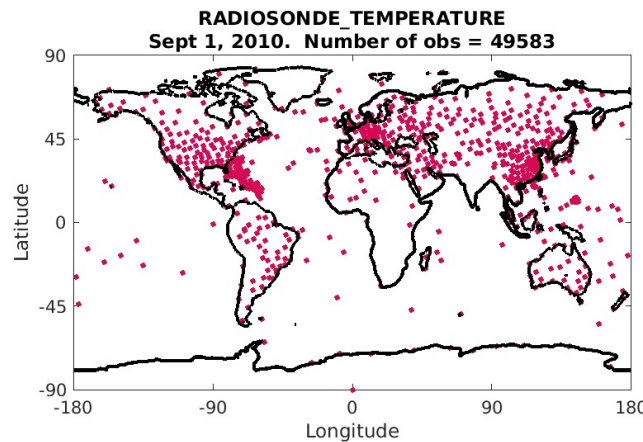 RADIOSONDE_TEMPERATURE
Sept 1, 2010.  Number of obs = 49583
90
45
0
-45
-90
Latitude
-180
-90
0
90
180
Longitude